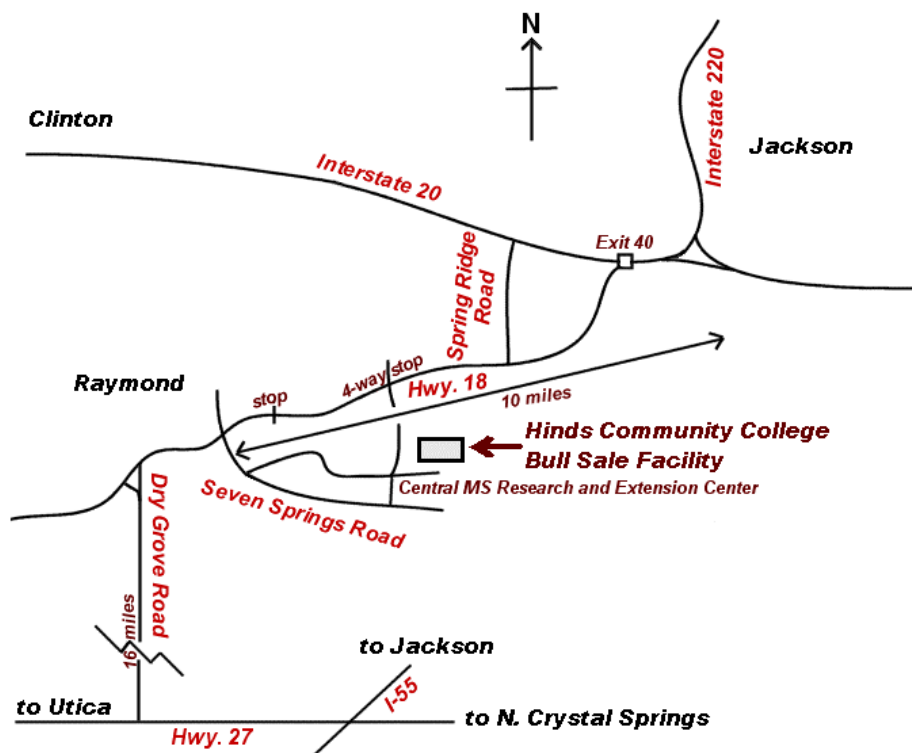 N
Clinton
Interstate 220
Jackson
Interstate 20
Exit 40
Spring Ridge
Road
4-way stop
Raymond
stop
Hwy. 18
10 miles
Hinds Community College
Bull Sale Facility
Central MS Research and Extension Center
Seven Springs Road
Dry Grove Road
16 miles
to Jackson
I-55
to Utica
to N. Crystal Springs
Hwy. 27